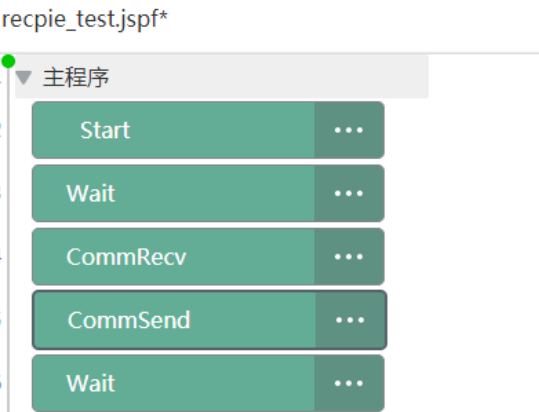 recpie_test.jspf*
主程序
Start
Wait
CommRecv
CommSend
Wait